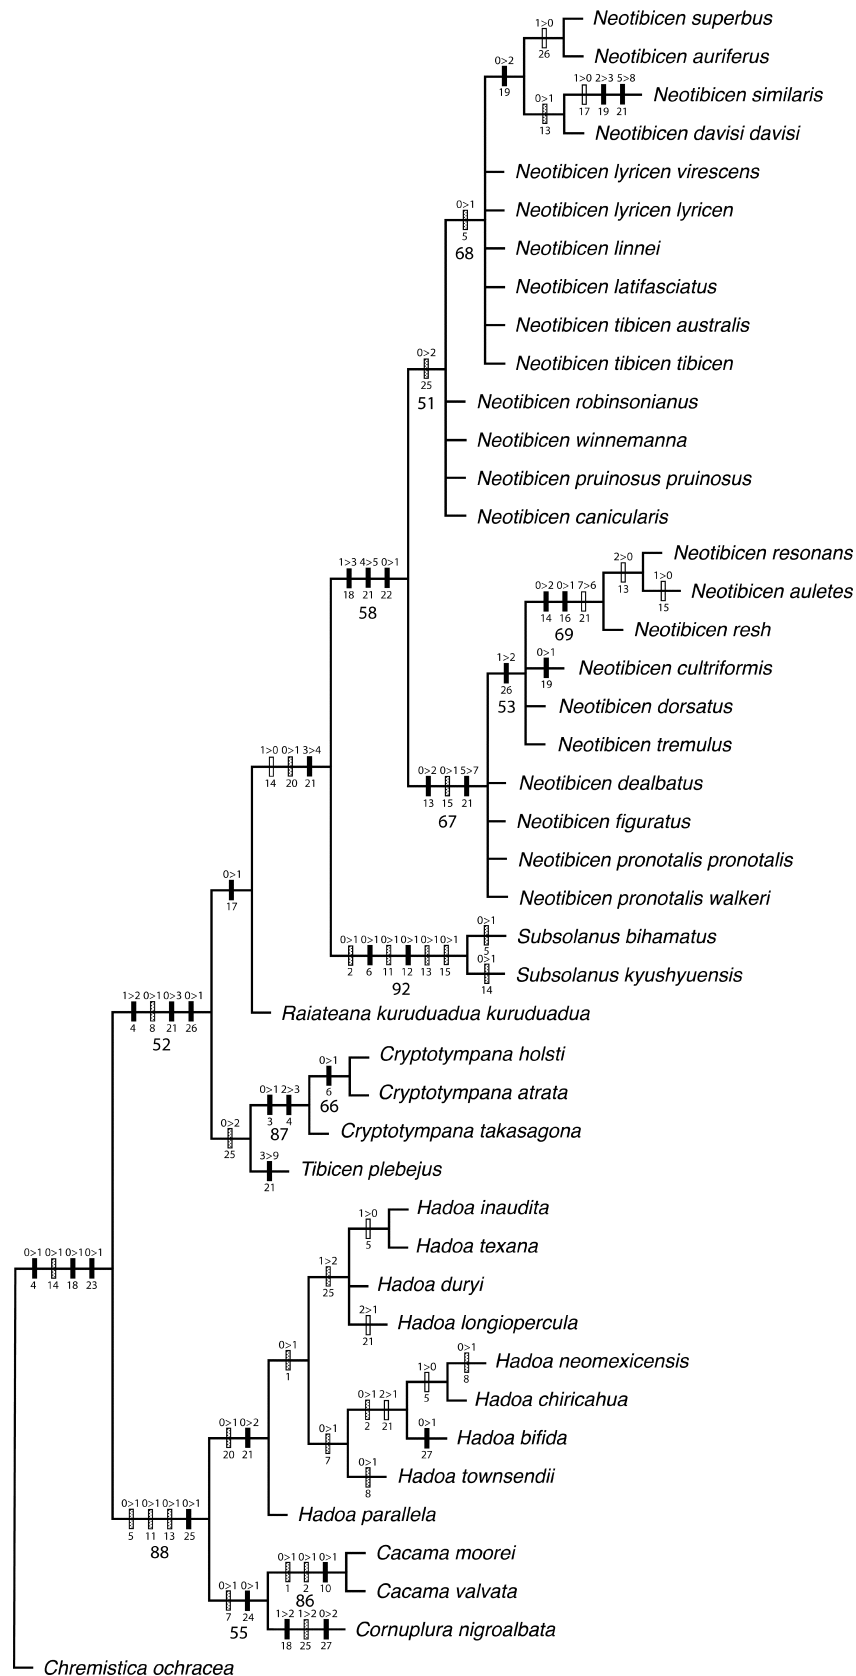 Neotibicen superbus
1>0
26
Neotibicen auriferus
0>2
19
1>0 2>3 5>8
17 19 21
Neotibicen similaris
0>1
13
Neotibicen davisi davisi
Neotibicen lyricen virescens
Neotibicen lyricen lyricen
0>1
5
68
Neotibicen linnei
Neotibicen latifasciatus
Neotibicen tibicen australis
Neotibicen tibicen tibicen
0>2
25
51
Neotibicen robinsonianus
Neotibicen winnemanna
Neotibicen pruinosus pruinosus
Neotibicen canicularis
Neotibicen resonans
2>0
13
1>0
15
Neotibicen auletes
1>3 4>5 0>1
18 21 22
58
0>2 0>1 7>6
14 16 21
69
Neotibicen resh
0>1
19
Neotibicen cultriformis
1>2
26
53
Neotibicen dorsatus
Neotibicen tremulus
1>0 0>1 3>4
14 20 21
0>2 0>1 5>7
13 15 21
67
Neotibicen dealbatus
Neotibicen figuratus
Neotibicen pronotalis pronotalis
0>1
17
Neotibicen pronotalis walkeri
0>1
5
Subsolanus bihamatus
0>1 0>1 0>1 0>1 0>1 0>1
2 6 11 12 13 15
92
0>1
14
Subsolanus kyushyuensis
1>2 0>1 0>3 0>1
4 8 21 26
52
Raiateana kuruduadua kuruduadua
Cryptotympana holsti
0>1
6
66
Cryptotympana atrata
0>1 2>3
3 4
87
Cryptotympana takasagona
0>2
25
3>9
21
Tibicen plebejus
Hadoa inaudita
1>0
5
Hadoa texana
0>1 0>1 0>1 0>1
4 14 18 23
1>2
25
Hadoa duryi
2>1
21
Hadoa longiopercula
0>1
1
0>1
8
Hadoa neomexicensis
1>0
5
Hadoa chiricahua
0>1 2>1
2 21
0>1
27
Hadoa bifida
0>1 0>2
20 21
0>1
7
0>1
8
Hadoa townsendii
0>1 0>1 0>1 0>1
5 11 13 25
88
Hadoa parallela
Cacama moorei
0>1 0>1 0>1
1 2 10
86
Cacama valvata
0>1 0>1
7 24
55
1>2 1>2 0>2
18 25 27
Cornuplura nigroalbata
Chremistica ochracea